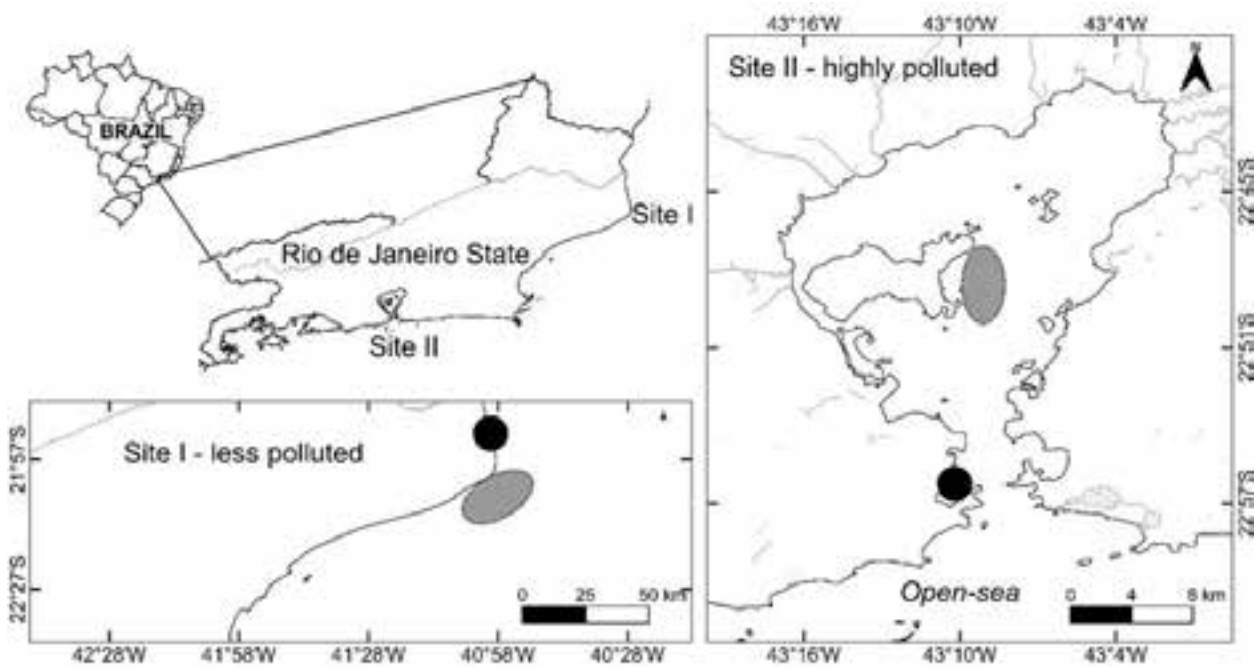 BRAZIL
Rio de Janeiro State
Site I
Site II
Site I - less polluted
21°57'S
22°27'S
0 25 50 km
42°28'W 41°58'W 41°28'W 40°58'W 40°28'W
43°16'W 43°10'W 43°4'W
Site II - highly polluted
N
22°45'S
22°51'S
22°57'S
Open-sea
0 4 8 km
43°16'W 43°10'W 43°4'W